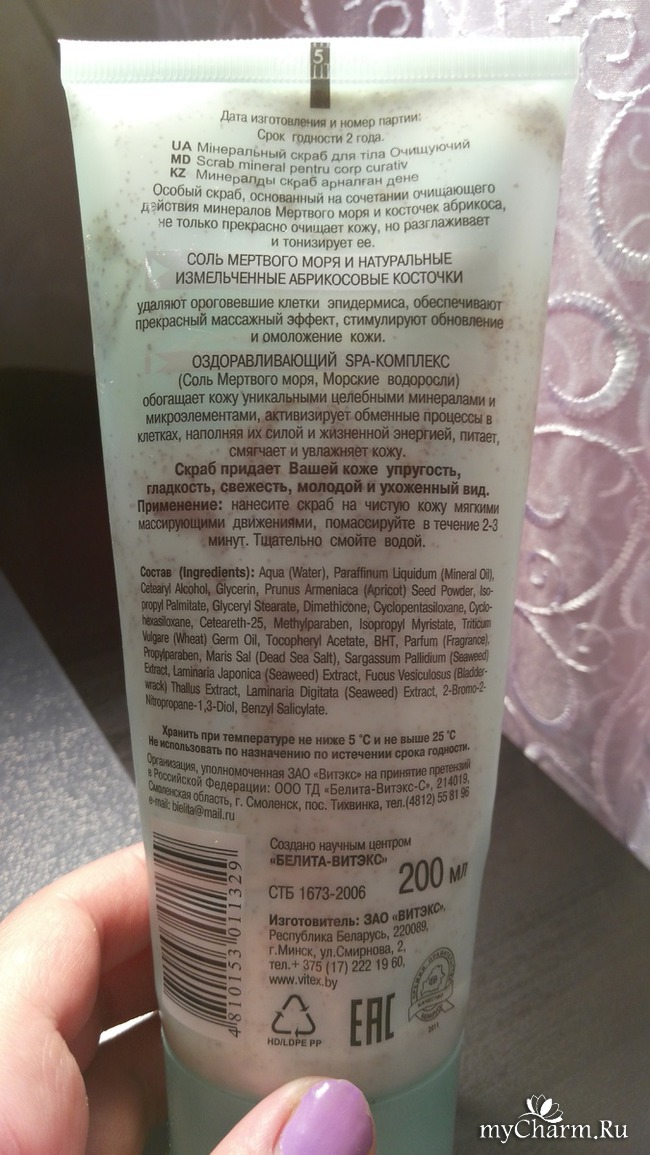 5
Дата изготовления и номер партии:
Срок годности 2 года.
UA Мінеральный скраб для тіла Очищуючий
MD Scrab mineral pentru corp curativ
KZ Минералды скраб арналған дене
Особый скраб, основанный на сочетании очищающего
действия минералов Мертвого моря и косточек абрикоса,
не только прекрасно очищает кожу, но разглаживает
и тонизирует ее.
СОЛЬ МЕРТВОГО МОРЯ И НАТУРАЛЬНЫЕ
ИЗМЕЛЬЧЕННЫЕ АБРИКОСОВЫЕ КОСТОЧКИ
удаляют ороговевшие клетки эпидермиса, обеспечивают
прекрасный массажный эффект, стимулируют обновление
и омоложение кожи.
ОЗДОРАВЛИВАЮЩИЙ SPA-КОМПЛЕКС
(Соль Мертвого моря, Морские водоросли)
обогащает кожу уникальными целебными минералами и
микроэлементами, активизирует обменные процессы в
клетках, наполняя их силой и жизненной энергией, питает,
смягчает и увлажняет кожу.
Скраб придает Вашей коже упругость,
гладкость, свежесть, молодой и ухоженный вид.
Применение: нанесите скраб на чистую кожу мягкими
массирующими движениями, помассируйте в течение 2-3
минут. Тщательно смойте водой.
Состав (Ingredients): Aqua (Water), Paraffinum Liquidum (Mineral Oil),
Cetearyl Alcohol, Glycerin, Prunus Armeniaca (Apricot) Seed Powder, Iso-
propyl Palmitate, Glyceryl Stearate, Dimethicone, Cyclopentasiloxane, Cyclo-
hexasiloxane, Ceteareth-25, Methylparaben, Isopropyl Myristate, Triticum
Vulgare (Wheat) Germ Oil, Tocopheryl Acetate, BHT, Parfum (Fragrance),
Propylparaben, Maris Sal (Dead Sea Salt), Sargassum Pallidium (Seaweed)
Extract, Laminaria Japonica (Seaweed) Extract, Fucus Vesiculosus (Bladder-
wrack) Thallus Extract, Laminaria Digitata (Seaweed) Extract, 2-Bromo-2-
Nitropropane-1,3-Diol, Benzyl Salicylate.
Хранить при температуре не ниже 5 °C и не выше 25 °C
Не использовать по назначению по истечении срока годности.
Организация, уполномоченная ЗАО «Витэкс» на принятие претензий
в Российской Федерации: ООО ТД «Белита-Витэкс-С», 214019,
Смоленская область, г. Смоленск, пос. Тихвинка, тел.(4812) 55 81 96
e-mail: bielita@mail.ru
Создано научным центром
«БЕЛИТА-ВИТЭКС»
СТБ 1673-2006
200 МЛ
Изготовитель: ЗАО «ВИТЭКС»,
Республика Беларусь, 220089,
г.Минск, ул.Смирнова, 2,
тел.+ 375 (17) 222 19 60,
www.vitex.by
4 810153 011329
HD/LDPE PP
EAC
2011
myCharm.Ru